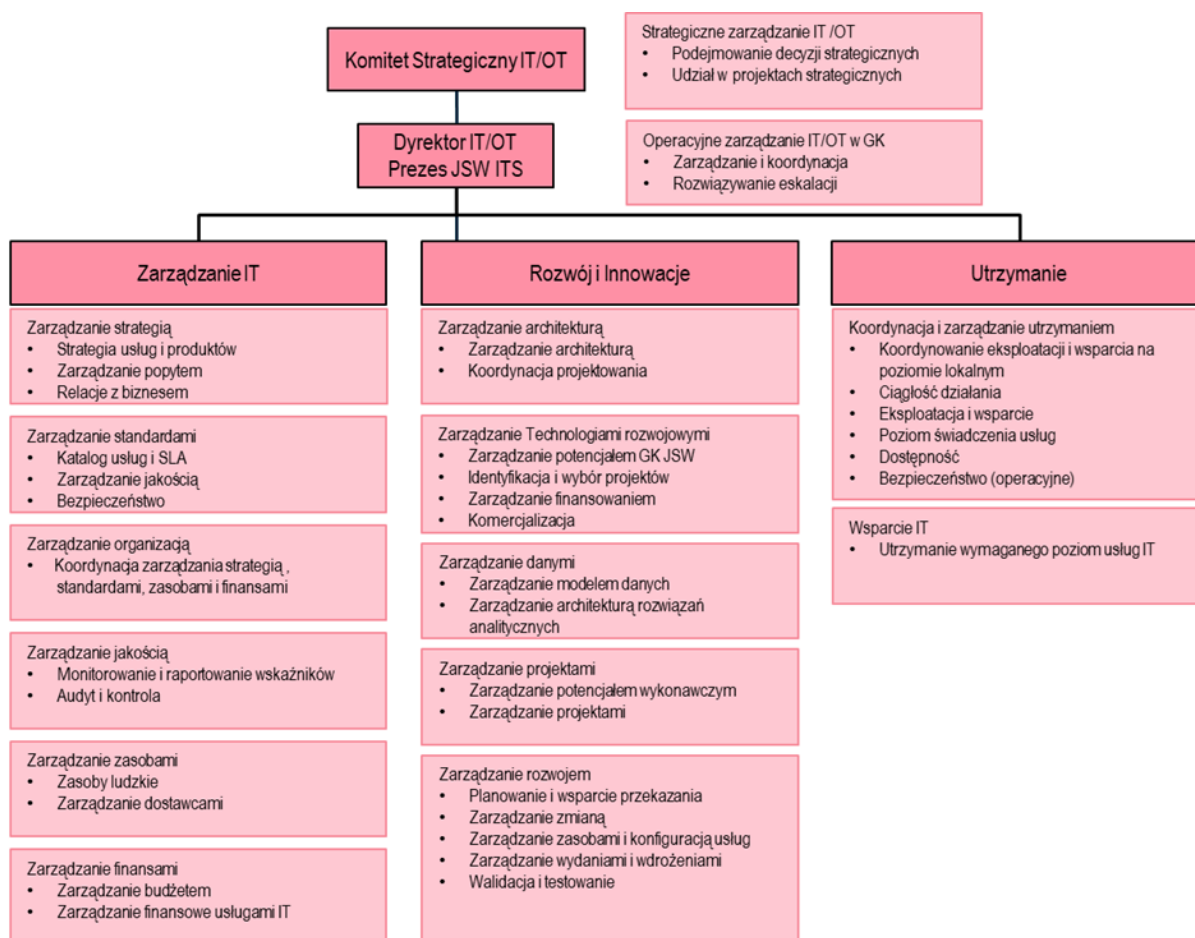 Komitet Strategiczny IT/OT
Strategiczne zarządzanie IT /OT
• Podejmowanie decyzji strategicznych
• Udział w projektach strategicznych
Dyrektor IT/OT
Prezes JSW ITS
Operacyjne zarządzanie IT/OT w GK
• Zarządzanie i koordynacja
• Rozwiązywanie eskalacji
Zarządzanie IT
Zarządzanie strategią
• Strategia usług i produktów
• Zarządzanie popytem
• Relacje z biznesem
Zarządzanie standardami
• Katalog usług i SLA
• Zarządzanie jakością
• Bezpieczeństwo
Zarządzanie organizacją
• Koordynacja zarządzania strategią ,
standardami, zasobami i finansami
Zarządzanie jakością
• Monitorowanie i raportowanie wskaźników
• Audyt i kontrola
Zarządzanie zasobami
• Zasoby ludzkie
• Zarządzanie dostawcami
Zarządzanie finansami
• Zarządzanie budżetem
• Zarządzanie finansowe usługami IT
Rozwój i Innowacje
Zarządzanie architekturą
• Zarządzanie architekturą
• Koordynacja projektowania
Zarządzanie Technologiami rozwojowymi
• Zarządzanie potencjałem GK JSW
• Identyfikacja i wybór projektów
• Zarządzanie finansowaniem
• Komercjalizacja
Zarządzanie danymi
• Zarządzanie modelem danych
• Zarządzanie architekturą rozwiązań
analitycznych
Zarządzanie projektami
• Zarządzanie potencjałem wykonawczym
• Zarządzanie projektami
Zarządzanie rozwojem
• Planowanie i wsparcie przekazania
• Zarządzanie zmianą
• Zarządzanie zasobami i konfiguracją usług
• Zarządzanie wydaniami i wdrożeniami
• Walidacja i testowanie
Utrzymanie
Koordynacja i zarządzanie utrzymaniem
• Koordynowanie eksploatacji i wsparcia na
poziomie lokalnym
• Ciągłość działania
• Eksploatacja i wsparcie
• Poziom świadczenia usług
• Dostępność
• Bezpieczeństwo (operacyjne)
Wsparcie IT
• Utrzymanie wymaganego poziom usług IT